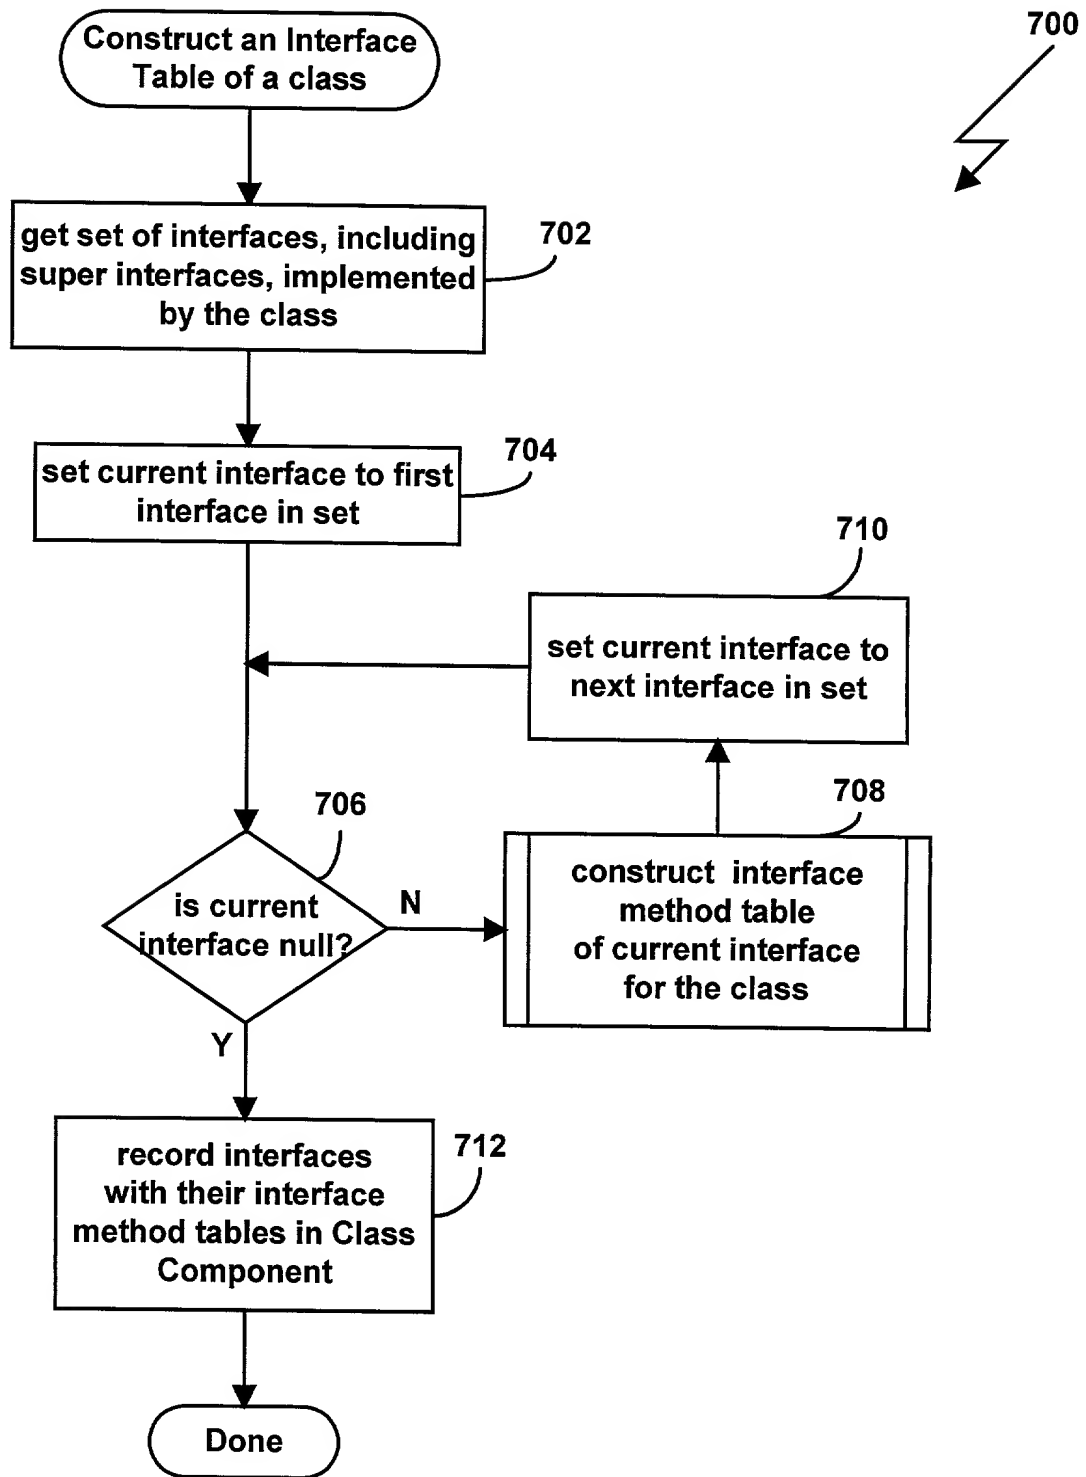 700
Construct an Interface
Table of a class
702
get set of interfaces, including
super interfaces, implemented
by the class
704
set current interface to first
interface in set
710
set current interface to
next interface in set
706
is current
interface null?
N
Y
708
construct interface
method table
of current interface
for the class
712
record interfaces
with their interface
method tables in Class
Component
Done